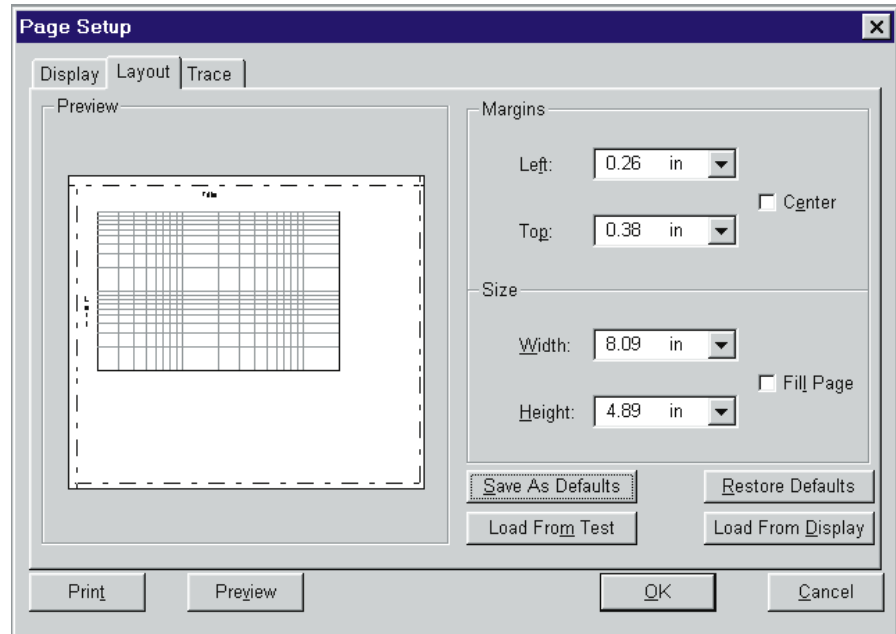 Page Setup
Display Layout Trace
Preview
Margins
Left: 0.26 in
Center
Top: 0.38 in
Size
Width: 8.09 in
Fill Page
Height: 4.89 in
Save As Defaults Restore Defaults
Load From Test Load From Display
Print Preview OK Cancel